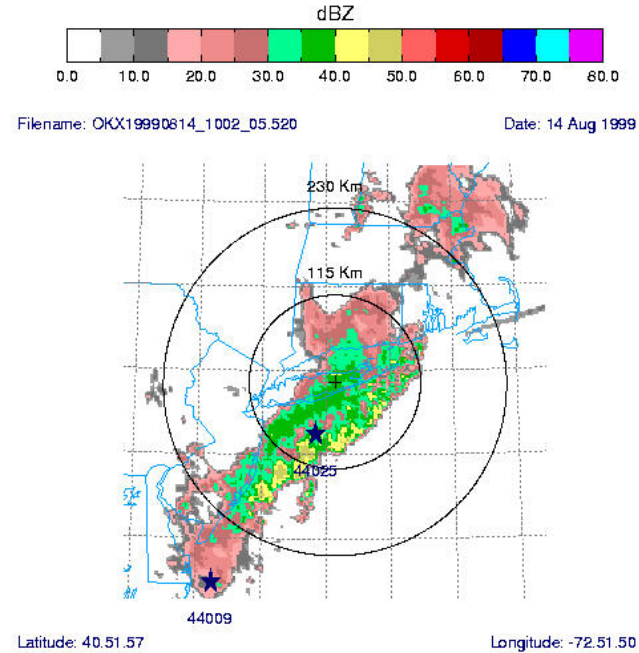 dBZ
0.0 10.0 20.0 30.0 40.0 50.0 60.0 70.0 80.0
Filename: OKX19990814_1002_05.520 Date: 14 Aug 1999
230 Km
115 Km
44025
44009
Latitude: 40.51.57 Longitude: -72.51.50